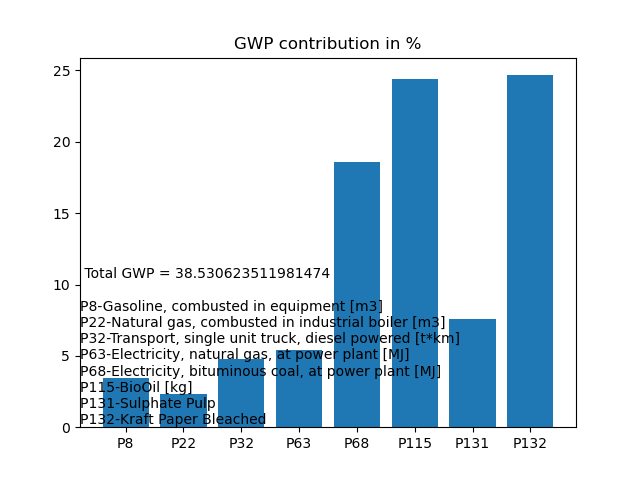 GWP contribution in %
25
20
15
10
5
0
Total GWP = 38.530623511981474
P8-Gasoline, combusted in equipment [m3]
P22-Natural gas, combusted in industrial boiler [m3]
P32-Transport, single unit truck, diesel powered [t*km]
P63-Electricity, natural gas, at power plant [MJ]
P68-Electricity, bituminous coal, at power plant [MJ]
P115-BioOil [kg]
P131-Sulphate Pulp
P132-Kraft Paper Bleached
P8 P22 P32 P63 P68 P115 P131 P132